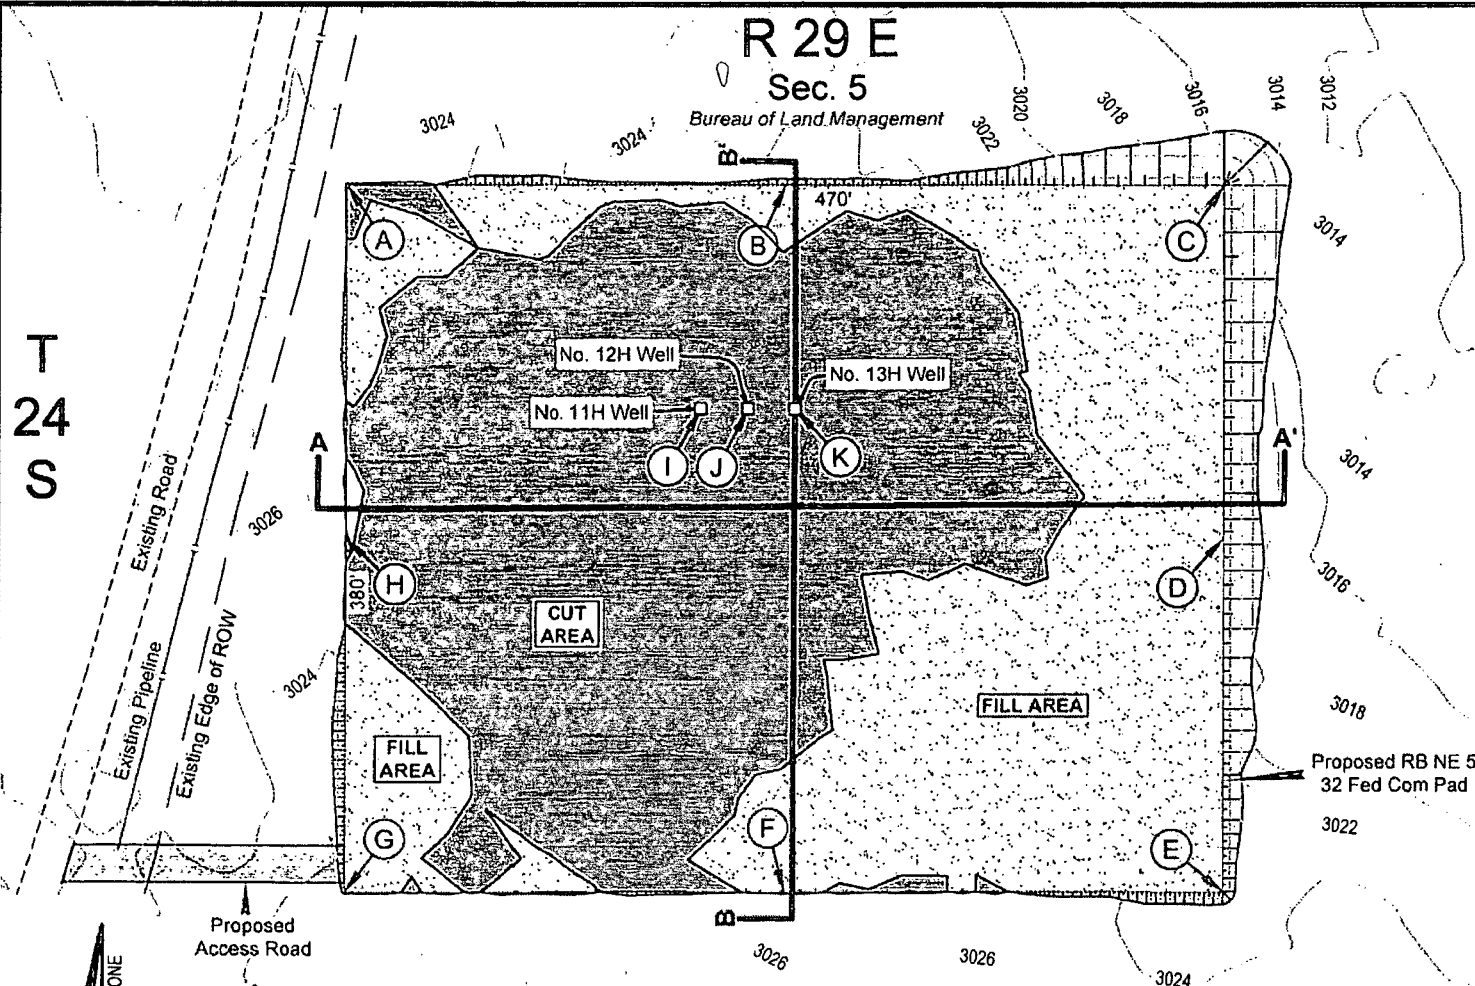 R 29 E
Sec. 5
Bureau of Land Management
3024
3024
3022
3020
3018
3016
3014
3012
B'
470'
A
B
C
3014
T
24
S
No. 12H Well
No. 13H Well
No. 11H Well
A
A'
I
J
K
3014
Existing Road
3026
H
380'
D
3016
CUT
AREA
Existing Pipeline
Existing Edge of ROW
3024
FILL AREA
3018
FILL
AREA
Proposed RB NE 5
32 Fed Com Pad
3022
F
G
E
Proposed
Access Road
B
3026
3026
3024
ONE